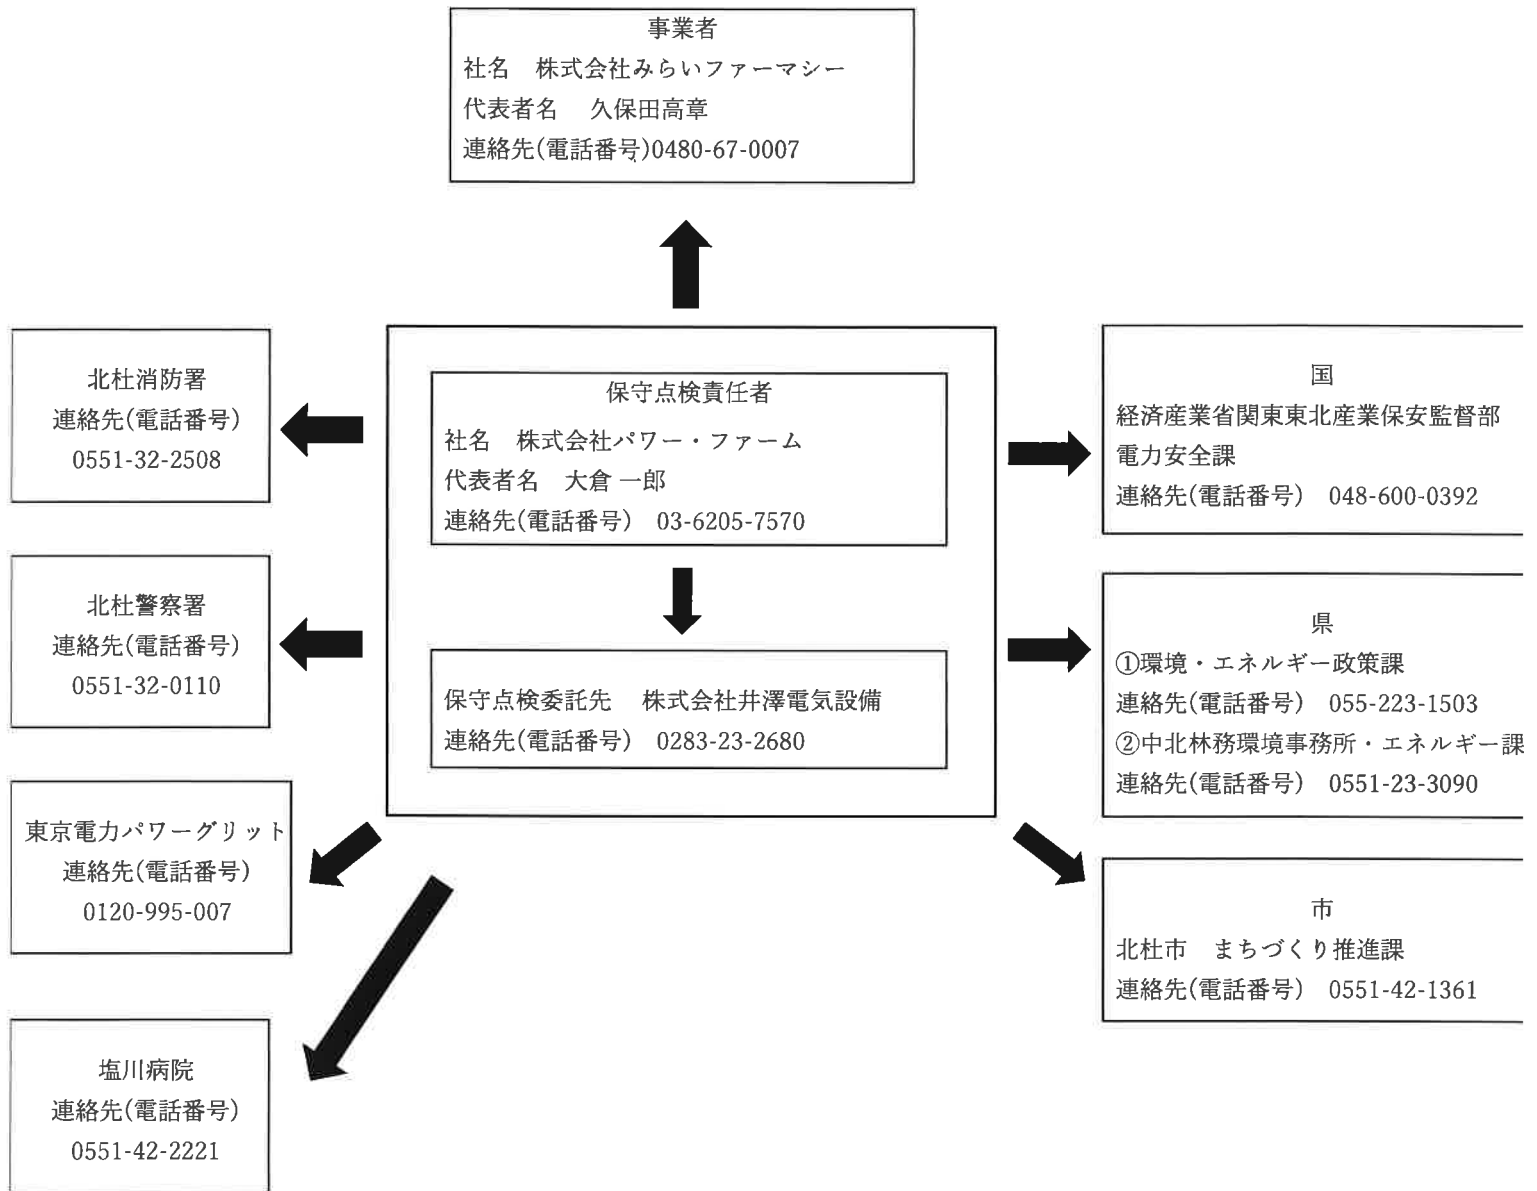 事業者
社名　株式会社みらいファーマシー
代表者名　久保田高章
連絡先(電話番号)0480-67-0007
北杜消防署
連絡先(電話番号)
0551-32-2508
北杜警察署
連絡先(電話番号)
0551-32-0110
東京電力パワーグリット
連絡先(電話番号)
0120-995-007
塩川病院
連絡先(電話番号)
0551-42-2221
保守点検責任者
社名　株式会社パワー・ファーム
代表者名　大倉 一郎
連絡先(電話番号)　03-6205-7570
保守点検委託先　株式会社井澤電気設備
連絡先(電話番号)　0283-23-2680
国
経済産業省関東東北産業保安監督部
電力安全課
連絡先(電話番号)　048-600-0392
県
①環境・エネルギー政策課
連絡先(電話番号)　055-223-1503
②中北林務環境事務所・エネルギー課
連絡先(電話番号)　0551-23-3090
市
北杜市　まちづくり推進課
連絡先(電話番号)　0551-42-1361